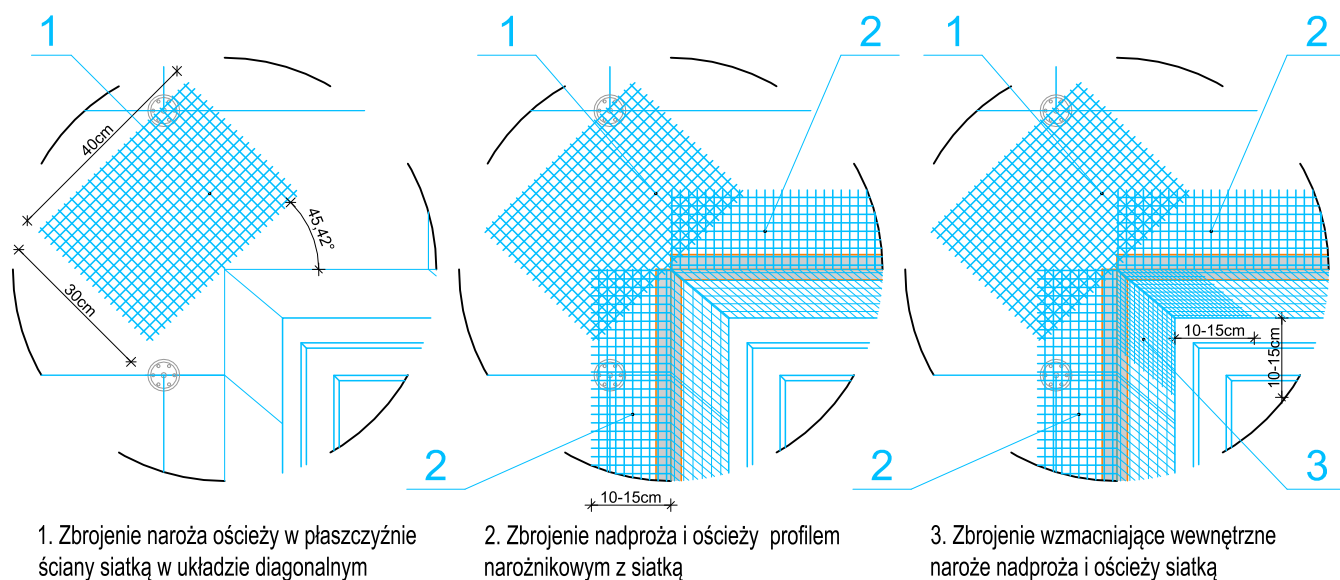 1
40cm
45,42°
30cm
1. Zbrojenie naroża ościeży w płaszczyźnie
ściany siatką w układzie diagonalnym
1
2
2
10-15cm
2. Zbrojenie nadproża i ościeży profilem
narożnikowym z siatką
1
2
10-15cm
10-15cm
2
3
3. Zbrojenie wzmacniające wewnętrzne
naroże nadproża i ościeży siatką